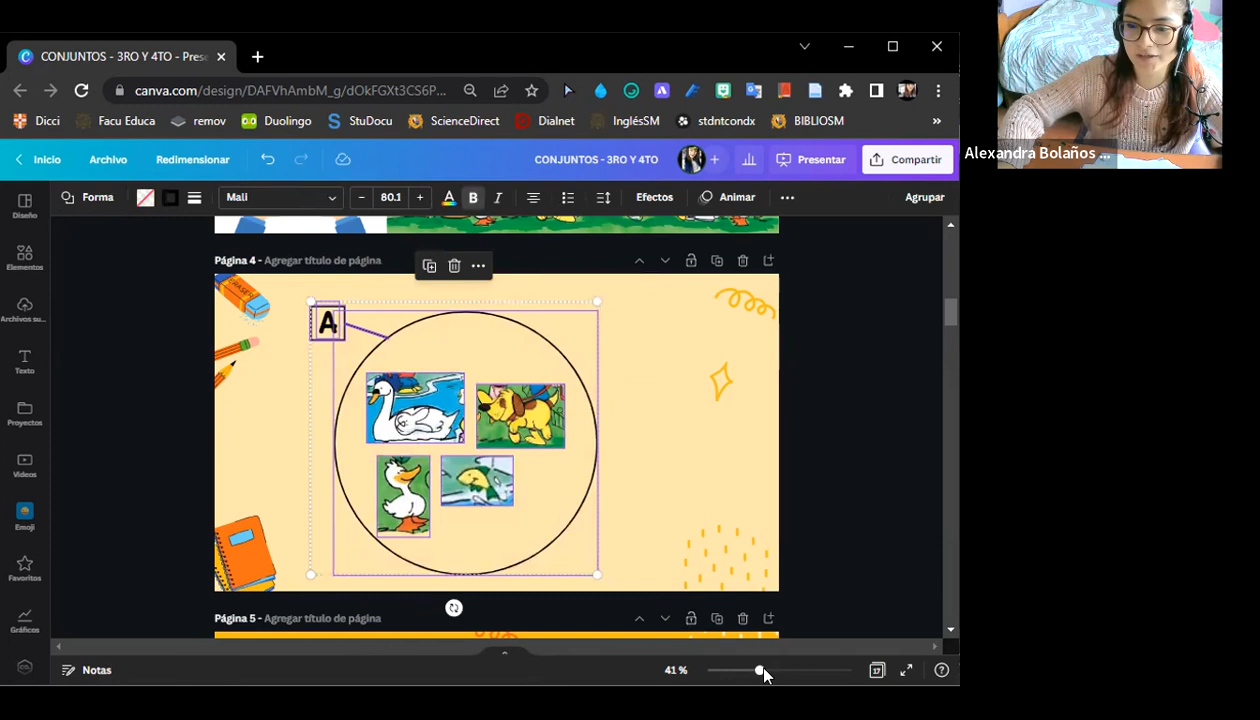 CONJUNTOS - 3RO Y 4TO - Prese
canva.com/design/DAFVhAmbM_g/dOkFGXt3CS6P...
Dicci Facu Educa remov Duolingo StuDocu ScienceDirect Dialnet InglésSM stdntcondx BIBLIOSM »
Inicio Archivo Redimensionar CONJUNTOS - 3RO Y 4TO Presentar Compartir
Forma Mali 80.1 A B I Efectos Animar Agrupar
Diseño
Elementos
Archivos su...
Texto
Proyectos
Videos
Emoji
Favoritos
Gráficos
Página 4 - Agregar título de página
A
Página 5 - Agregar título de página
Notas 41 % 17
Alexandra Bolaños ...